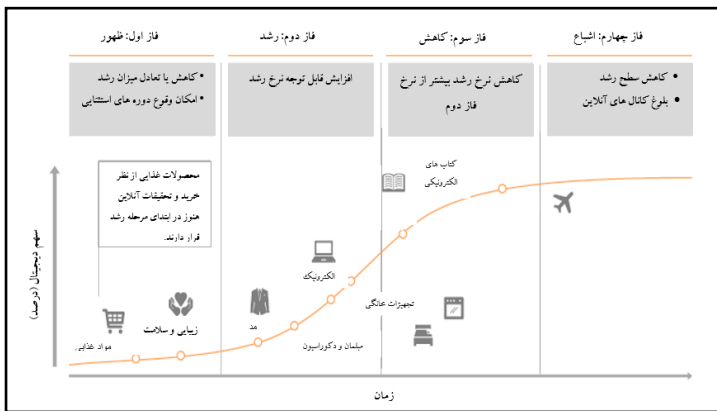 فاز اول: ظهور
فاز دوم: رشد
فاز سوم: کاهش
فاز چهارم: اشباع
• کاهش یا تعادل میزان رشد
• امکان وقوع دوره های استثنایی
افزایش قابل توجه نرخ رشد
کاهش نرخ رشد بیشتر از نرخ
فاز دوم
• کاهش سطح رشد
• بلوغ کانال های آنلاین
محصولات غذایی از نظر
خرید و تحقیقات آنلاین
هنوز در ابتدای مرحله رشد
قرار دارند.
کتاب های
الکترونیکی
الکترونیک
تجهیزات خانگی
زیبایی و سلامت
مد
مواد غذایی
مبلمان و دکوراسیون
سهم دیجیتال (درصد)
زمان